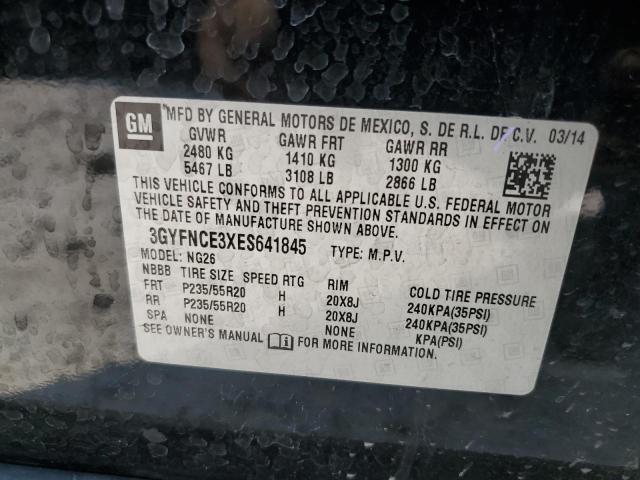 GM *MFD BY GENERAL MOTORS DE MEXICO, S. DE R.L. DE C.V. 03/14
GVWR GAWR FRT GAWR RR
2480 KG 1410 KG 1300 KG
5467 LB 3108 LB 2866 LB
THIS VEHICLE CONFORMS TO ALL APPLICABLE U.S. FEDERAL MOTOR
VEHICLE SAFETY AND THEFT PREVENTION STANDARDS IN EFFECT ON
THE DATE OF MANUFACTURE SHOWN ABOVE.
3GYFNCE3XES641845 TYPE: M.P.V.
MODEL: NG26
NBBB TIRE SIZE SPEED RTG RIM COLD TIRE PRESSURE
FRT P235/55R20 H 20X8J 240KPA(35PSI)
RR P235/55R20 H 20X8J 240KPA(35PSI)
SPA NONE NONE KPA(PSI)
SEE OWNER'S MANUAL FOR MORE INFORMATION.